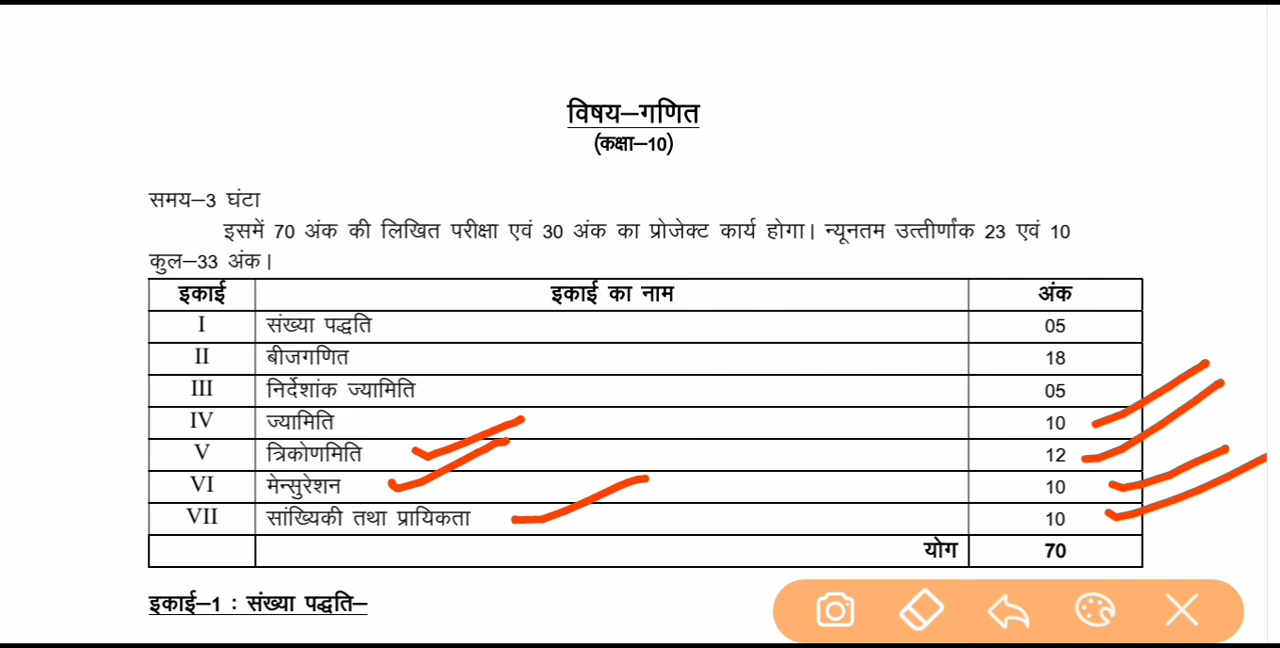 विषय–गणित
(कक्षा–10)
समय–3 घंटा
इसमें 70 अंक की लिखित परीक्षा एवं 30 अंक का प्रोजेक्ट कार्य होगा। न्यूनतम उत्तीर्णांक 23 एवं 10
कुल–33 अंक।
इकाई इकाई का नाम अंक
I संख्या पद्धति 05
II बीजगणित 18
III निर्देशांक ज्यामिति 05
IV ज्यामिति 10
V त्रिकोणमिति 12
VI मेन्सुरेशन 10
VII सांख्यिकी तथा प्रायिकता 10
योग 70
इकाई–1 : संख्या पद्धति–